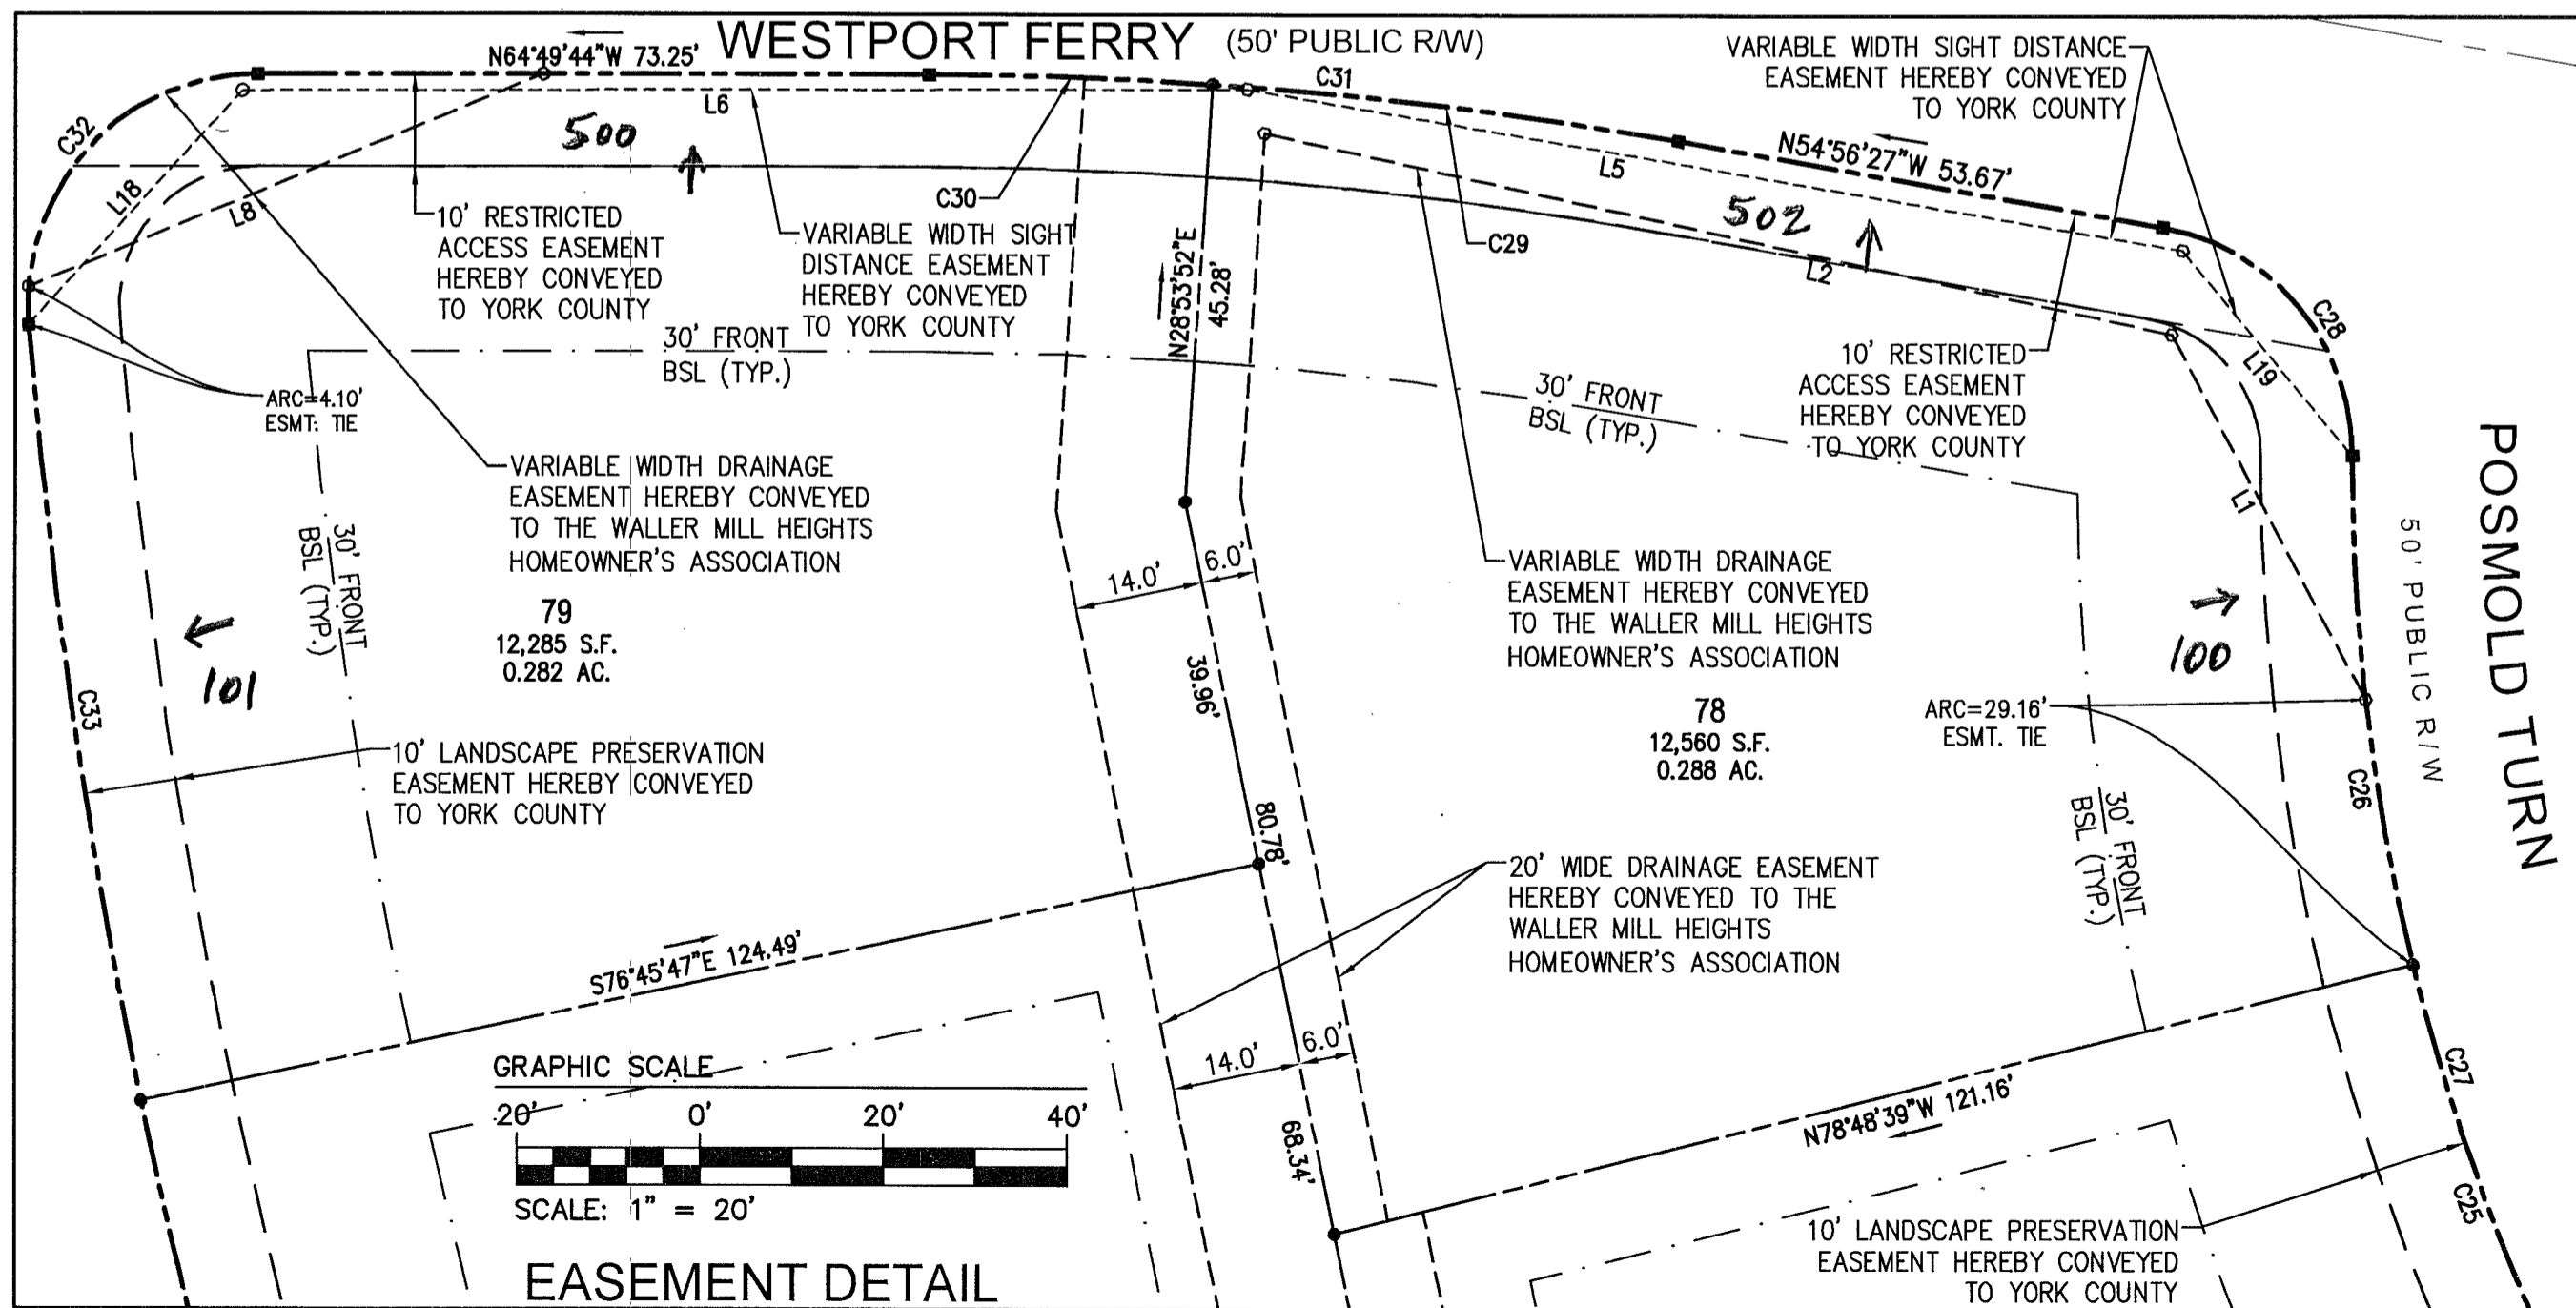 WESTPORT FERRY (50' PUBLIC R/W)
N64°49'44"W 73.25'
C31
VARIABLE WIDTH SIGHT DISTANCE
EASEMENT HEREBY CONVEYED
TO YORK COUNTY
C32
L6
500
L18
L8
10' RESTRICTED
ACCESS EASEMENT
HEREBY CONVEYED
TO YORK COUNTY
C30
VARIABLE WIDTH SIGHT
DISTANCE EASEMENT
HEREBY CONVEYED
TO YORK COUNTY
N28°53'52"E
45.28'
L5
N54°56'27"W 53.67'
502
C29
L2
C28
L19
10' RESTRICTED
ACCESS EASEMENT
HEREBY CONVEYED
TO YORK COUNTY
30' FRONT
BSL (TYP.)
30' FRONT
BSL (TYP.)
ARC=4.10'
ESMT. TIE
VARIABLE WIDTH DRAINAGE
EASEMENT HEREBY CONVEYED
TO THE WALLER MILL HEIGHTS
HOMEOWNER'S ASSOCIATION
L1
POSMOLD TURN
50' PUBLIC R/W
30' FRONT
BSL (TYP.)
14.0'
6.0'
VARIABLE WIDTH DRAINAGE
EASEMENT HEREBY CONVEYED
TO THE WALLER MILL HEIGHTS
HOMEOWNER'S ASSOCIATION
79
12,285 S.F.
0.282 AC.
101
100
C33
39.96'
78
12,560 S.F.
0.288 AC.
ARC=29.16'
ESMT. TIE
10' LANDSCAPE PRESERVATION
EASEMENT HEREBY CONVEYED
TO YORK COUNTY
80.78'
C26
30' FRONT
BSL (TYP.)
20' WIDE DRAINAGE EASEMENT
HEREBY CONVEYED TO THE
WALLER MILL HEIGHTS
HOMEOWNER'S ASSOCIATION
S76°45'47"E 124.49'
14.0'
6.0'
C27
N78°48'39"W 121.16'
68.34'
GRAPHIC SCALE
20' 0' 20' 40'
SCALE: 1" = 20'
C25
10' LANDSCAPE PRESERVATION
EASEMENT HEREBY CONVEYED
TO YORK COUNTY
EASEMENT DETAIL